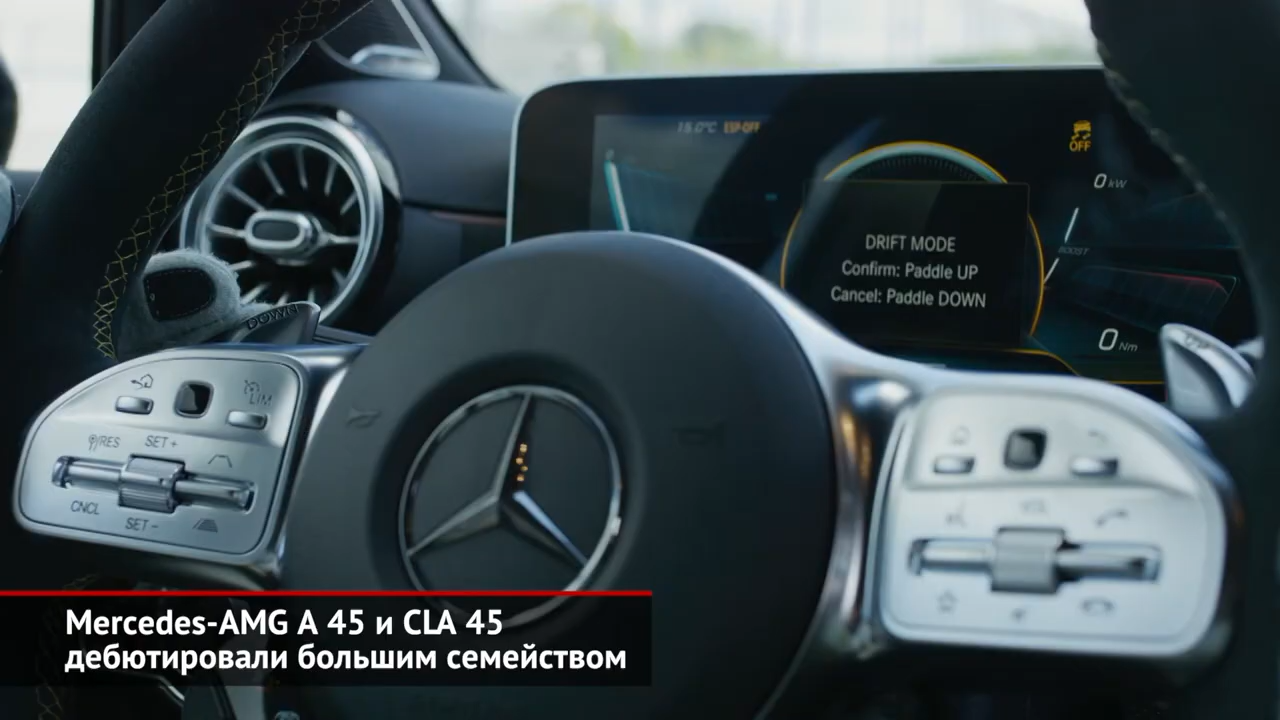 15.0°C ESP-OFF
OFF
0 kW
BOOST
DRIFT MODE
Confirm: Paddle UP
Cancel: Paddle DOWN
0 Nm
DOWN
UP
LIM
/RES SET +
CNCL SET -
Mercedes-AMG A 45 и CLA 45
дебютировали большим семейством